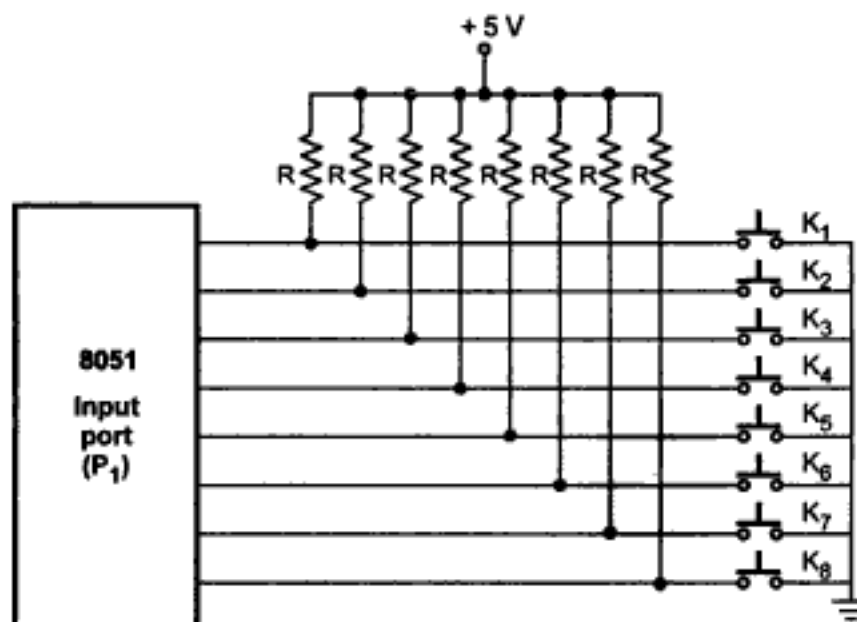 + 5 V
R R R R R R R R
K1
K2
K3
K4
K5
K6
K7
K8
8051
Input
port
(P1)